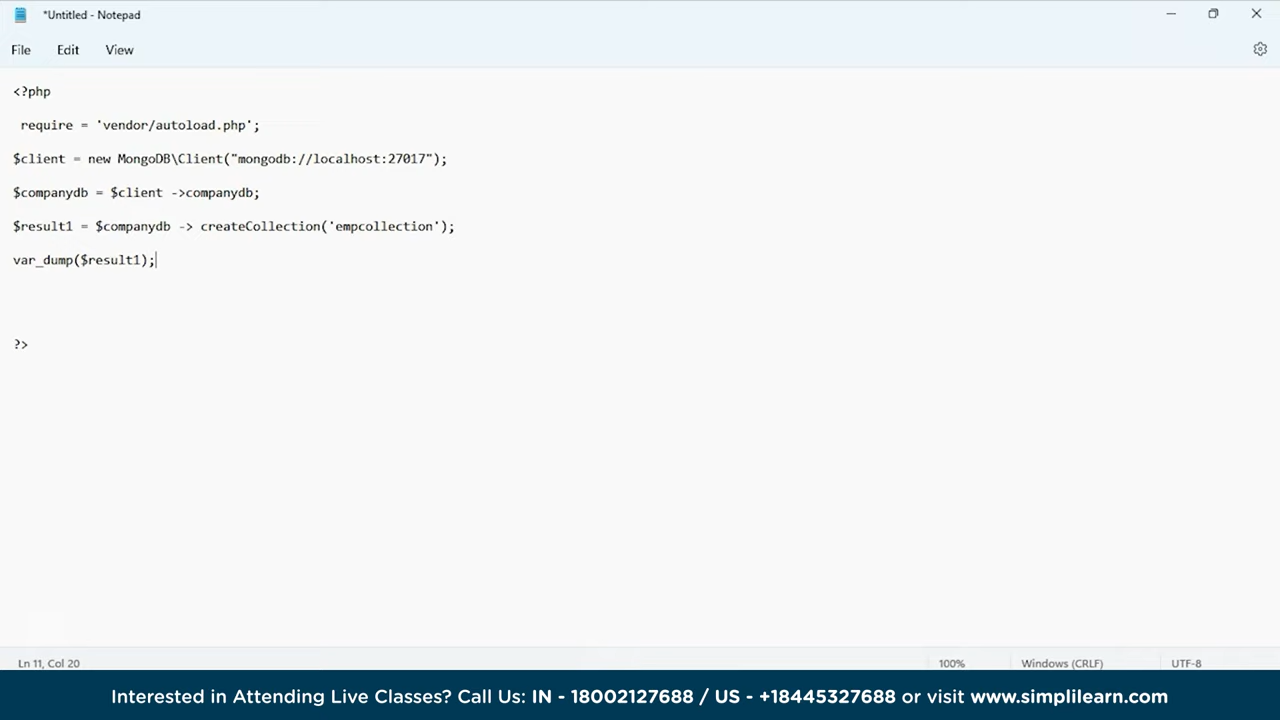 *Untitled - Notepad
File Edit View
<?php
require = 'vendor/autoload.php';
$client = new MongoDB\Client("mongodb://localhost:27017");
$companydb = $client ->companydb;
$result1 = $companydb -> createCollection('empcollection');
var_dump($result1);
?>
Ln 11, Col 20 100% Windows (CRLF) UTF-8
Interested in Attending Live Classes? Call Us: IN - 18002127688 / US - +18445327688 or visit www.simplilearn.com